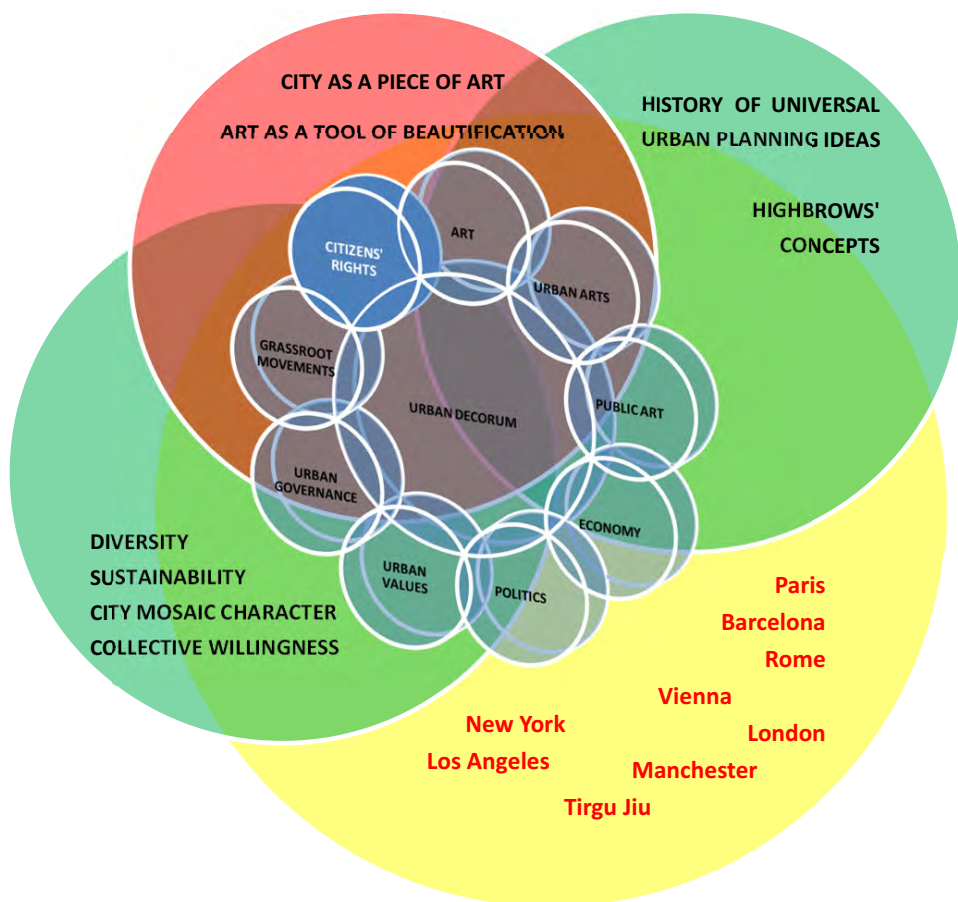 CITY AS A PIECE OF ART
ART AS A TOOL OF BEAUTIFICATION
HISTORY OF UNIVERSAL
URBAN PLANNING IDEAS
HIGHBROWS'
CONCEPTS
CITIZENS'
RIGHTS
ART
URBAN ARTS
GRASSROOT
MOVEMENTS
URBAN DECORUM
PUBLIC ART
URBAN
GOVERNANCE
ECONOMY
URBAN
VALUES
POLITICS
DIVERSITY
SUSTAINABILITY
CITY MOSAIC CHARACTER
COLLECTIVE WILLINGNESS
Paris
Barcelona
Rome
Vienna
New York
London
Los Angeles
Manchester
Tirgu Jiu